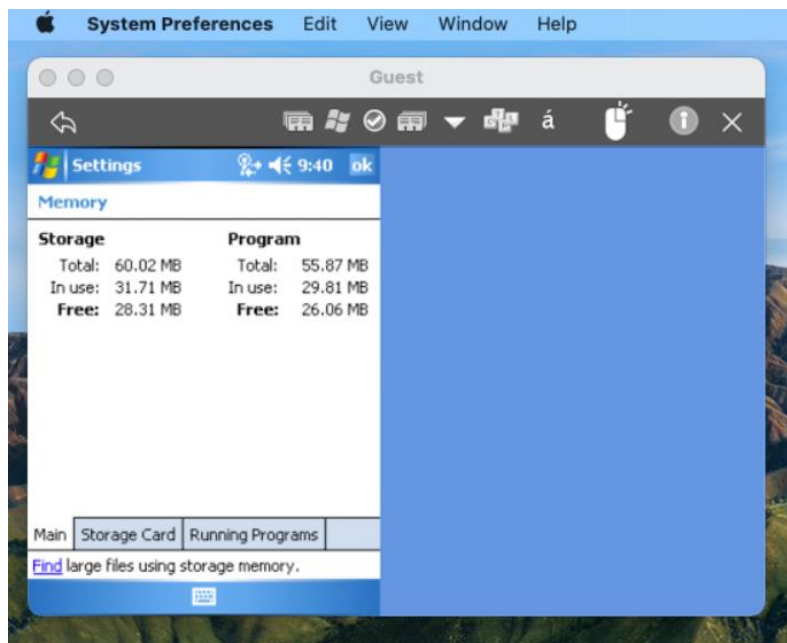 System Preferences Edit View Window Help
Guest
á
Settings 9:40 ok
Memory
Storage Program
Total: 60.02 MB Total: 55.87 MB
In use: 31.71 MB In use: 29.81 MB
Free: 28.31 MB Free: 26.06 MB
Main Storage Card Running Programs
Find large files using storage memory.